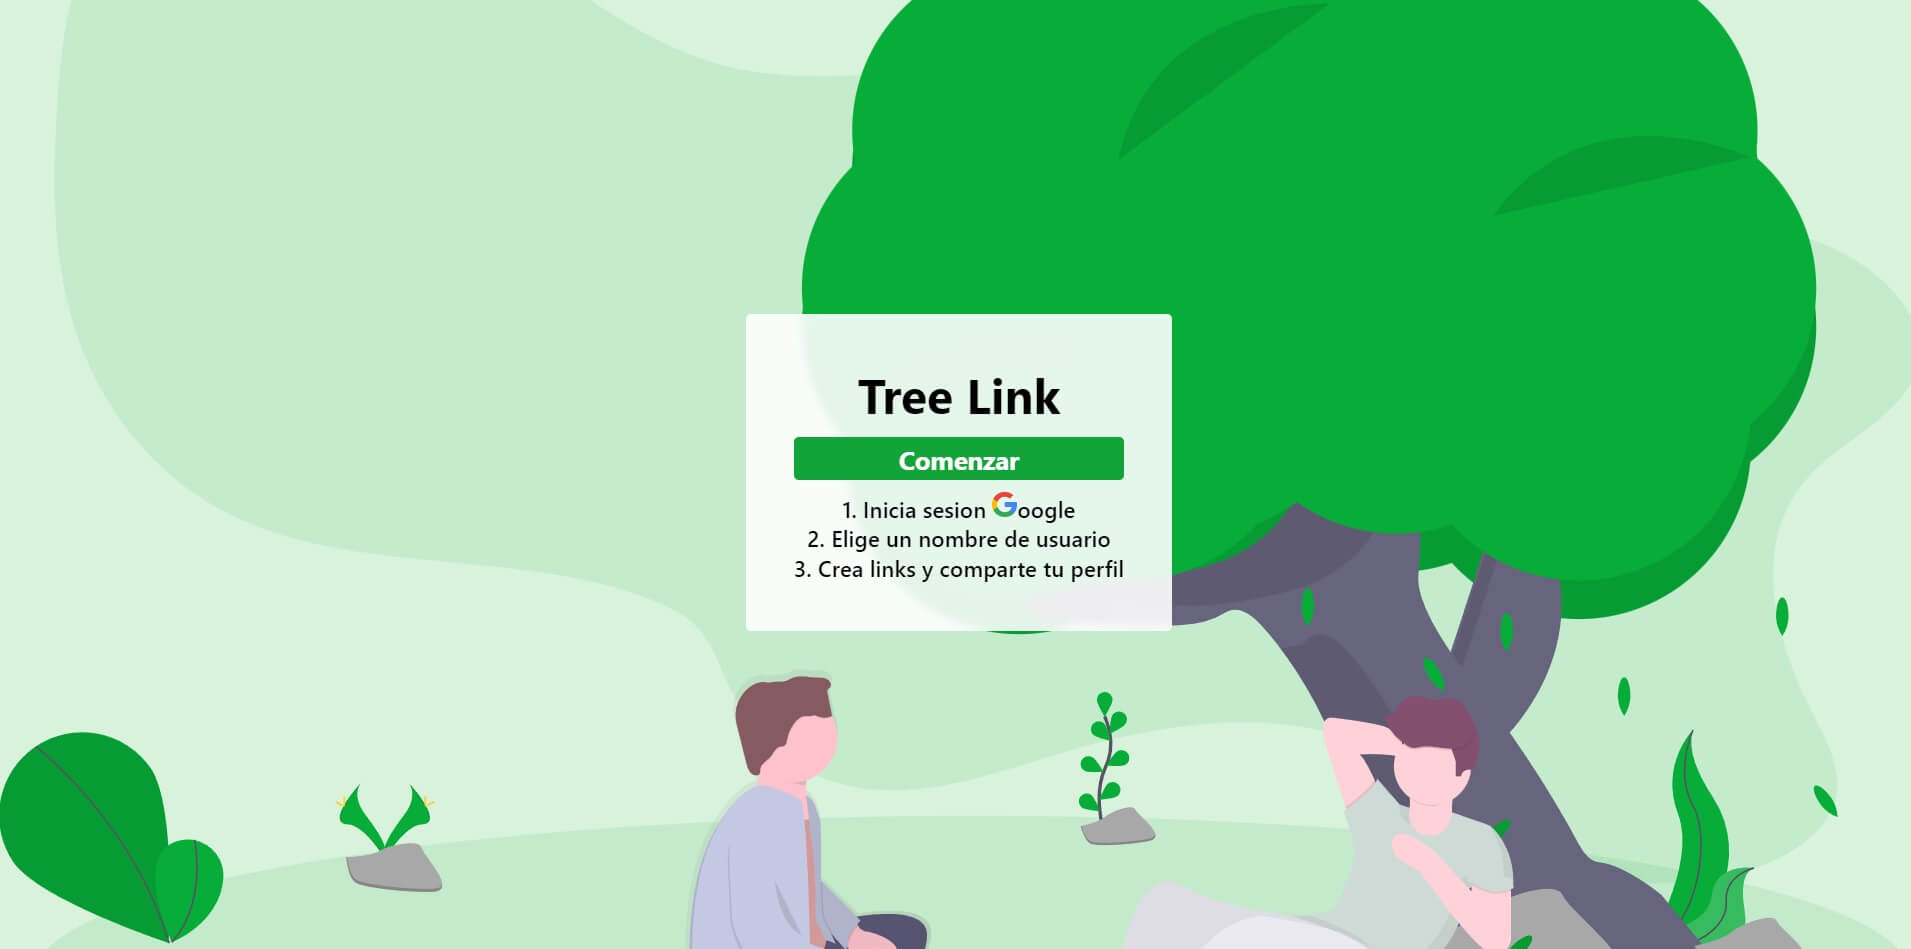 Tree Link
Comenzar
1. Inicia sesion Google
2. Elige un nombre de usuario
3. Crea links y comparte tu perfil